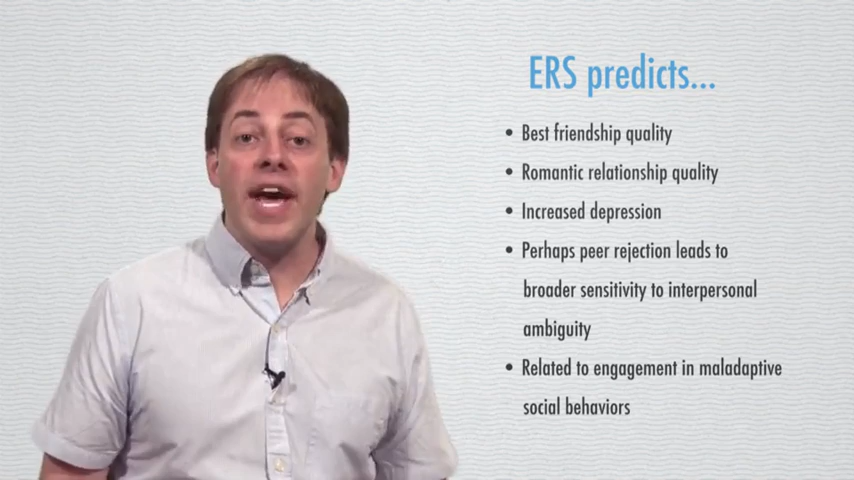 ERS predicts...
• Best friendship quality
• Romantic relationship quality
• Increased depression
• Perhaps peer rejection leads to
broader sensitivity to interpersonal
ambiguity
• Related to engagement in maladaptive
social behaviors